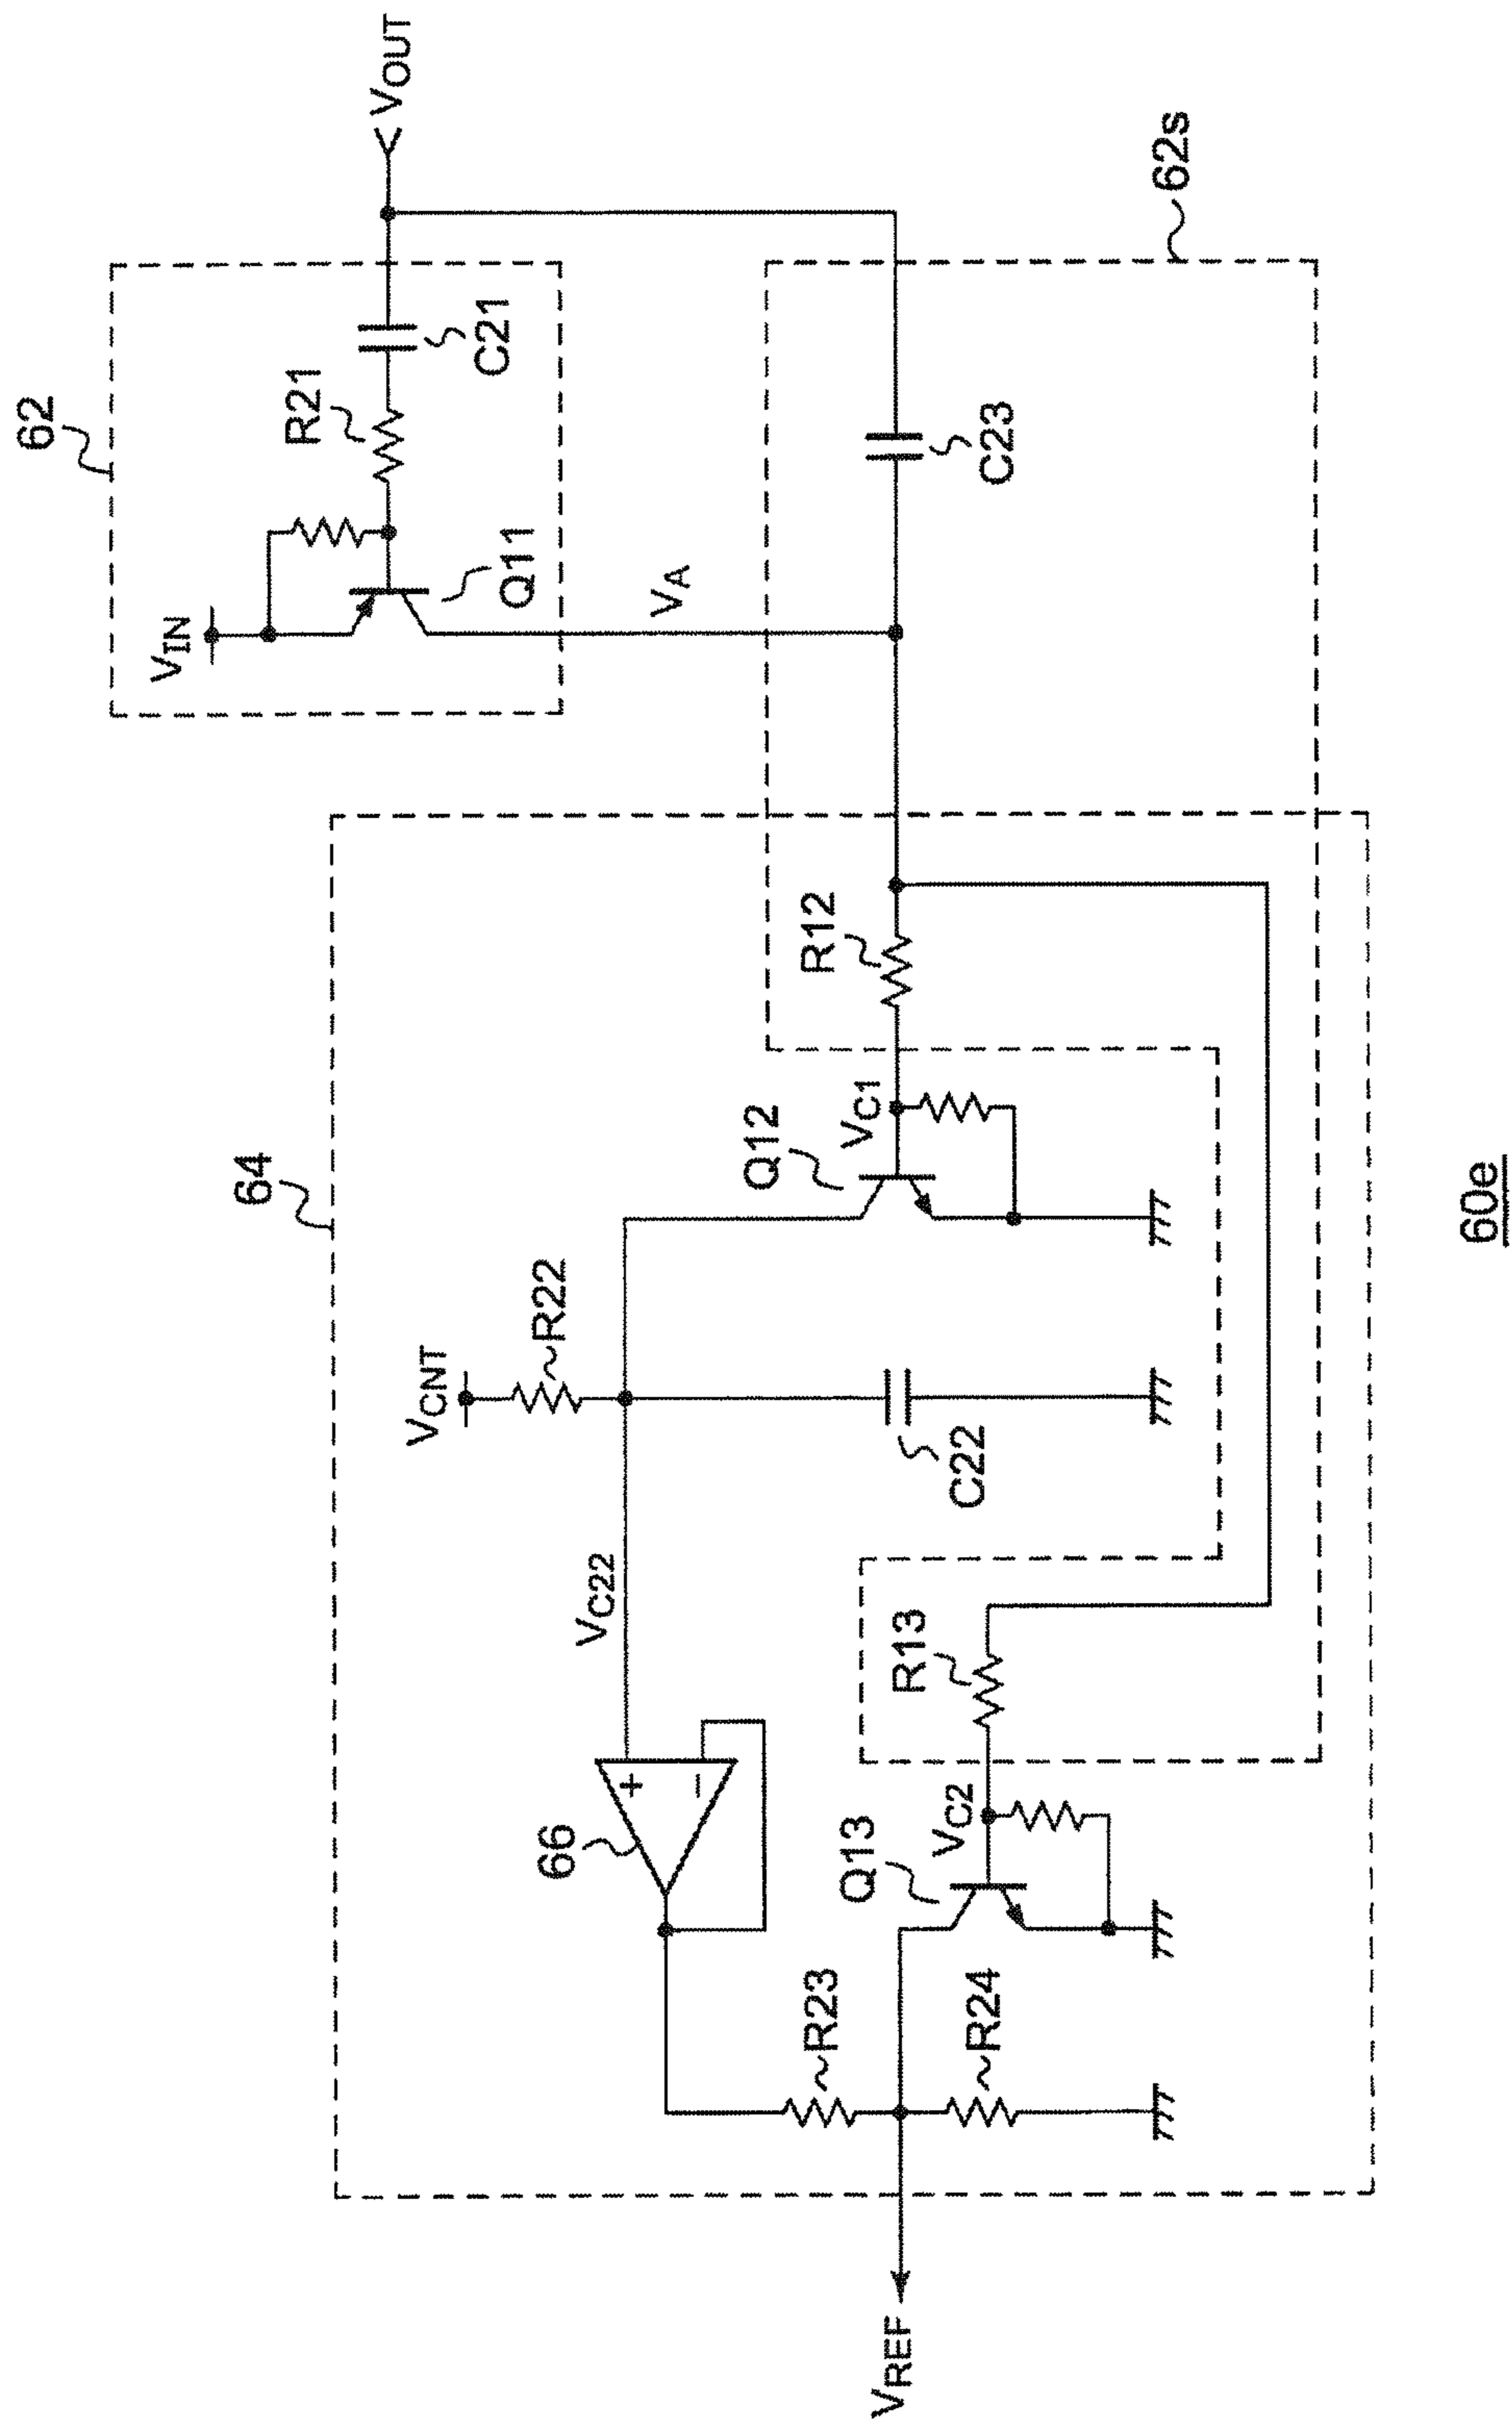 62
VIN
R21
C21
VOUT
Q11
VA
C23
62s
64
VCNT
R22
VC22
66
+
−
Q12
VC1
R12
C22
R13
Q13
VC2
R23
R24
VREF
60e